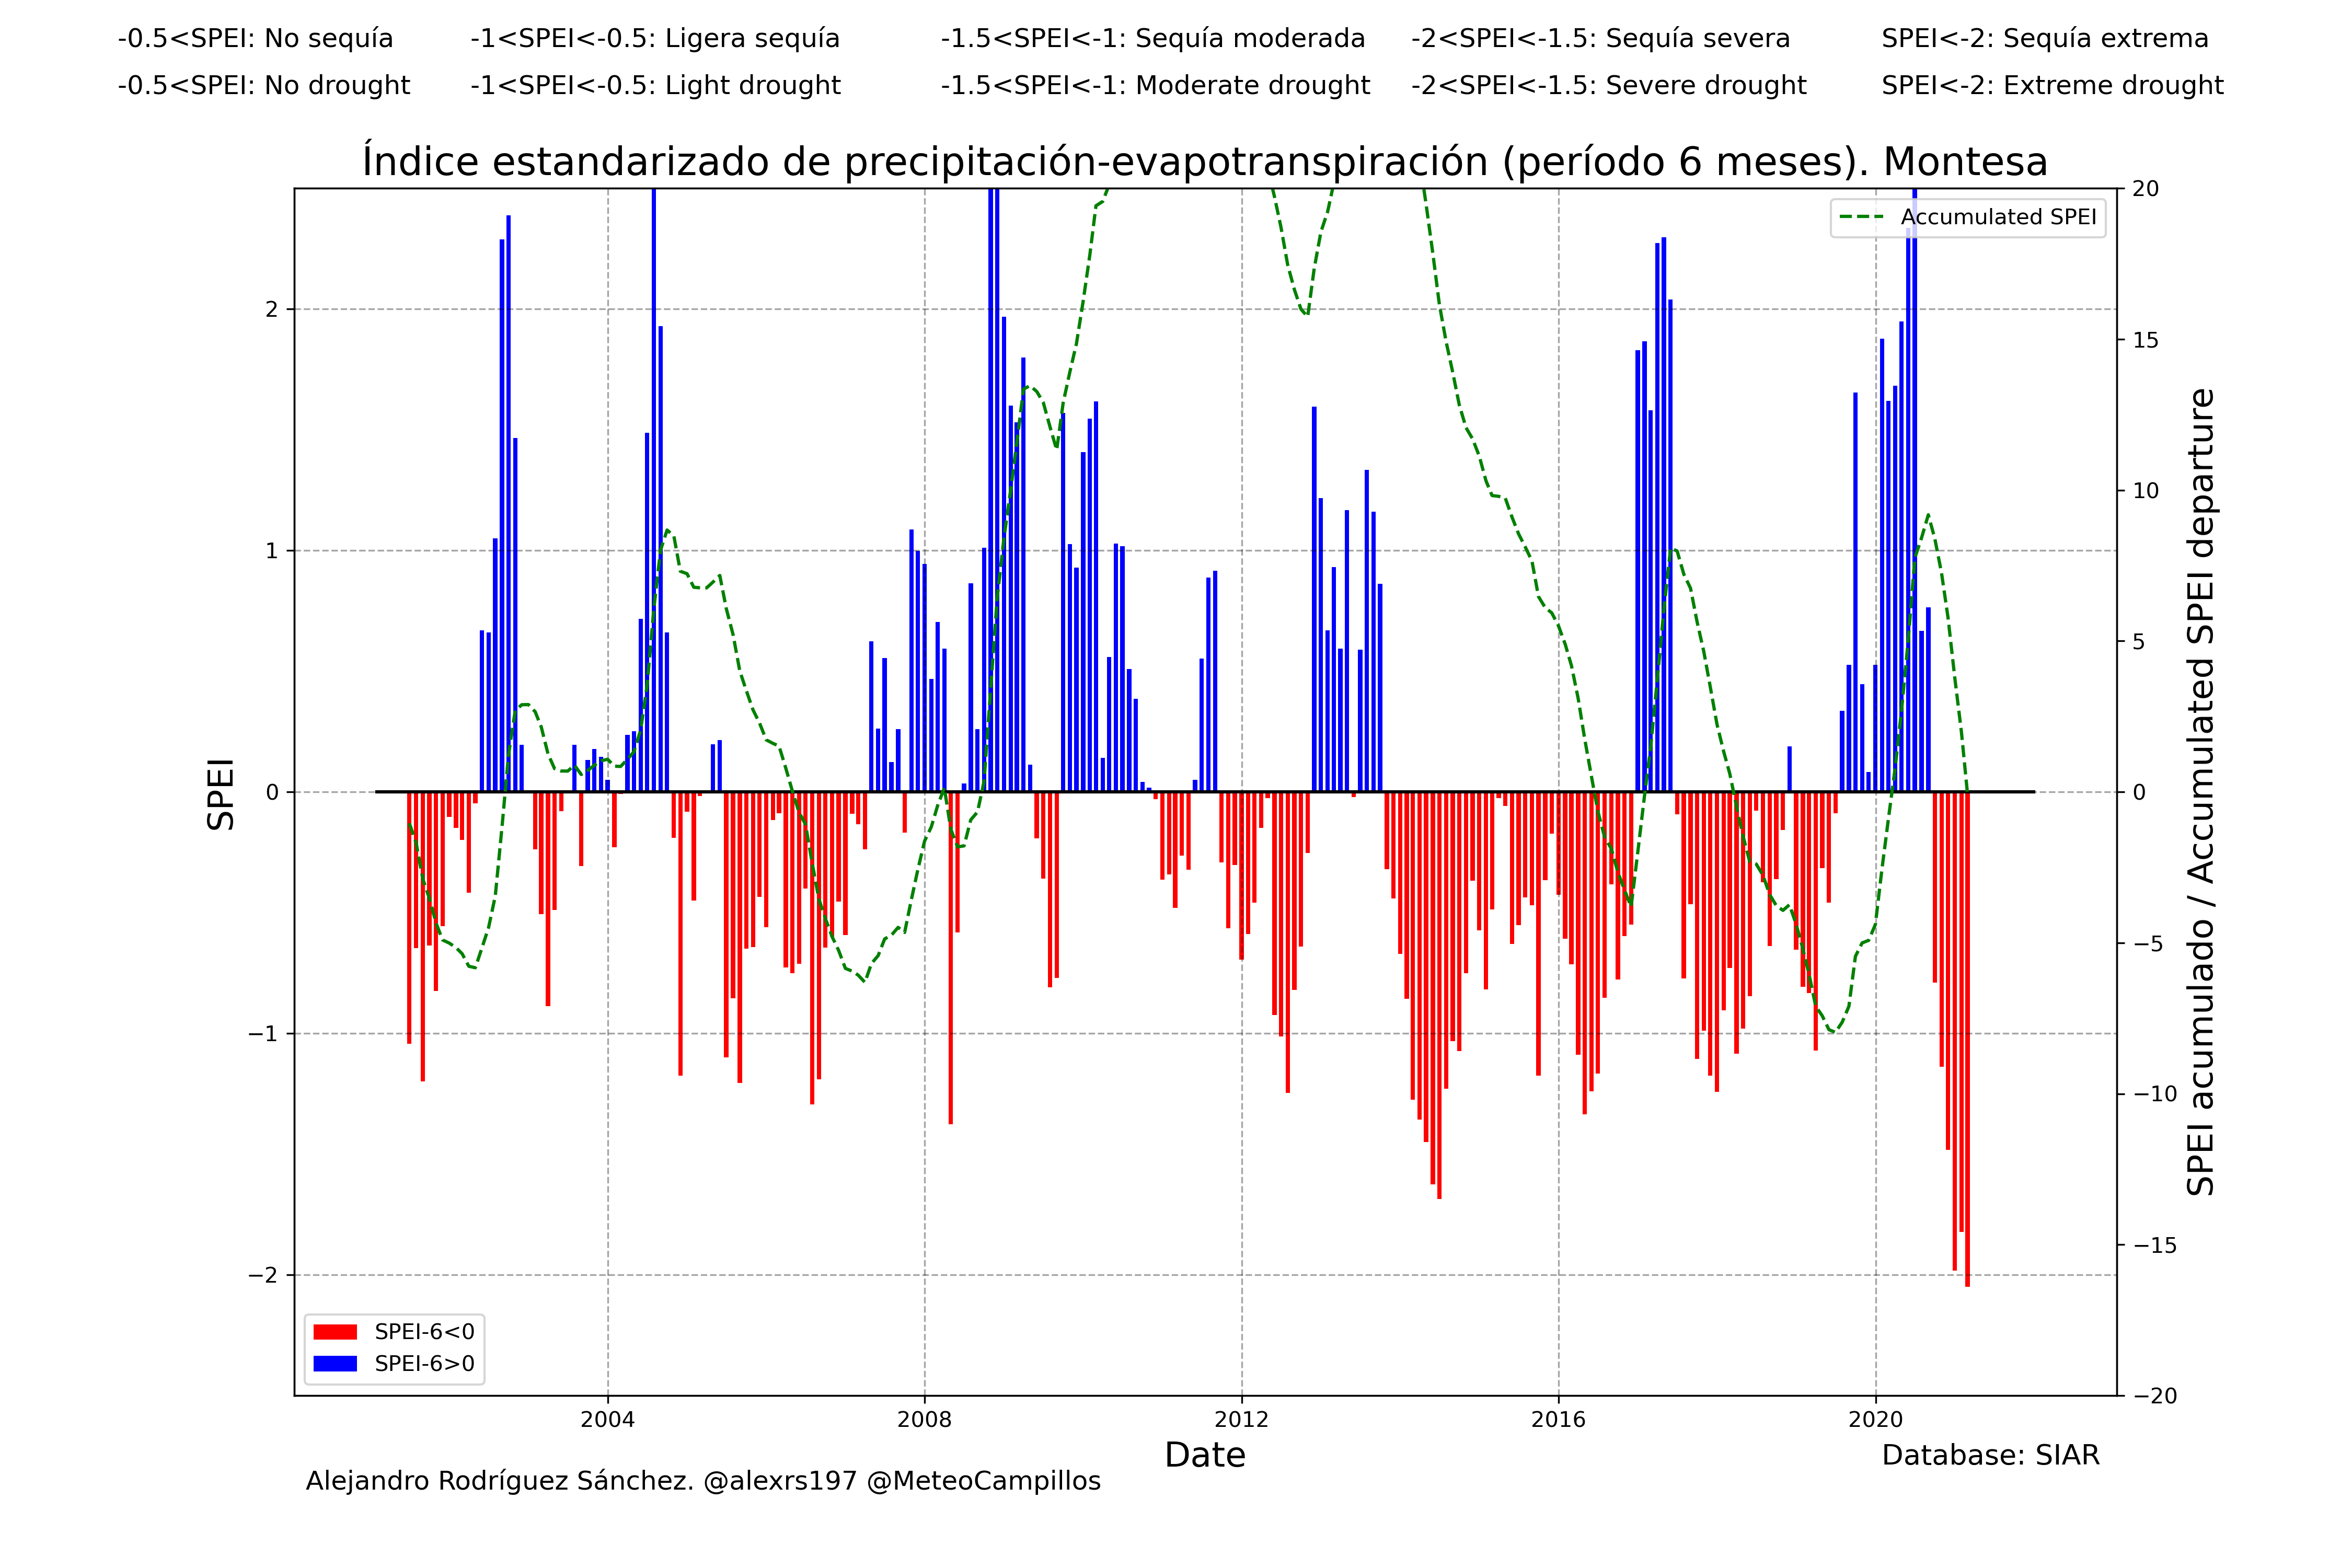 -0.5<SPEI: No sequía -1<SPEI<-0.5: Ligera sequía -1.5<SPEI<-1: Sequía moderada -2<SPEI<-1.5: Sequía severa SPEI<-2: Sequía extrema
-0.5<SPEI: No drought -1<SPEI<-0.5: Light drought -1.5<SPEI<-1: Moderate drought -2<SPEI<-1.5: Severe drought SPEI<-2: Extreme drought
Índice estandarizado de precipitación-evapotranspiración (período 6 meses). Montesa
Accumulated SPEI
SPEI
2
1
0
−1
−2
20
15
10
5
0
−5
−10
−15
−20
SPEI acumulado / Accumulated SPEI departure
SPEI-6<0
SPEI-6>0
2004 2008 2012 2016 2020
Date
Database: SIAR
Alejandro Rodríguez Sánchez. @alexrs197 @MeteoCampillos